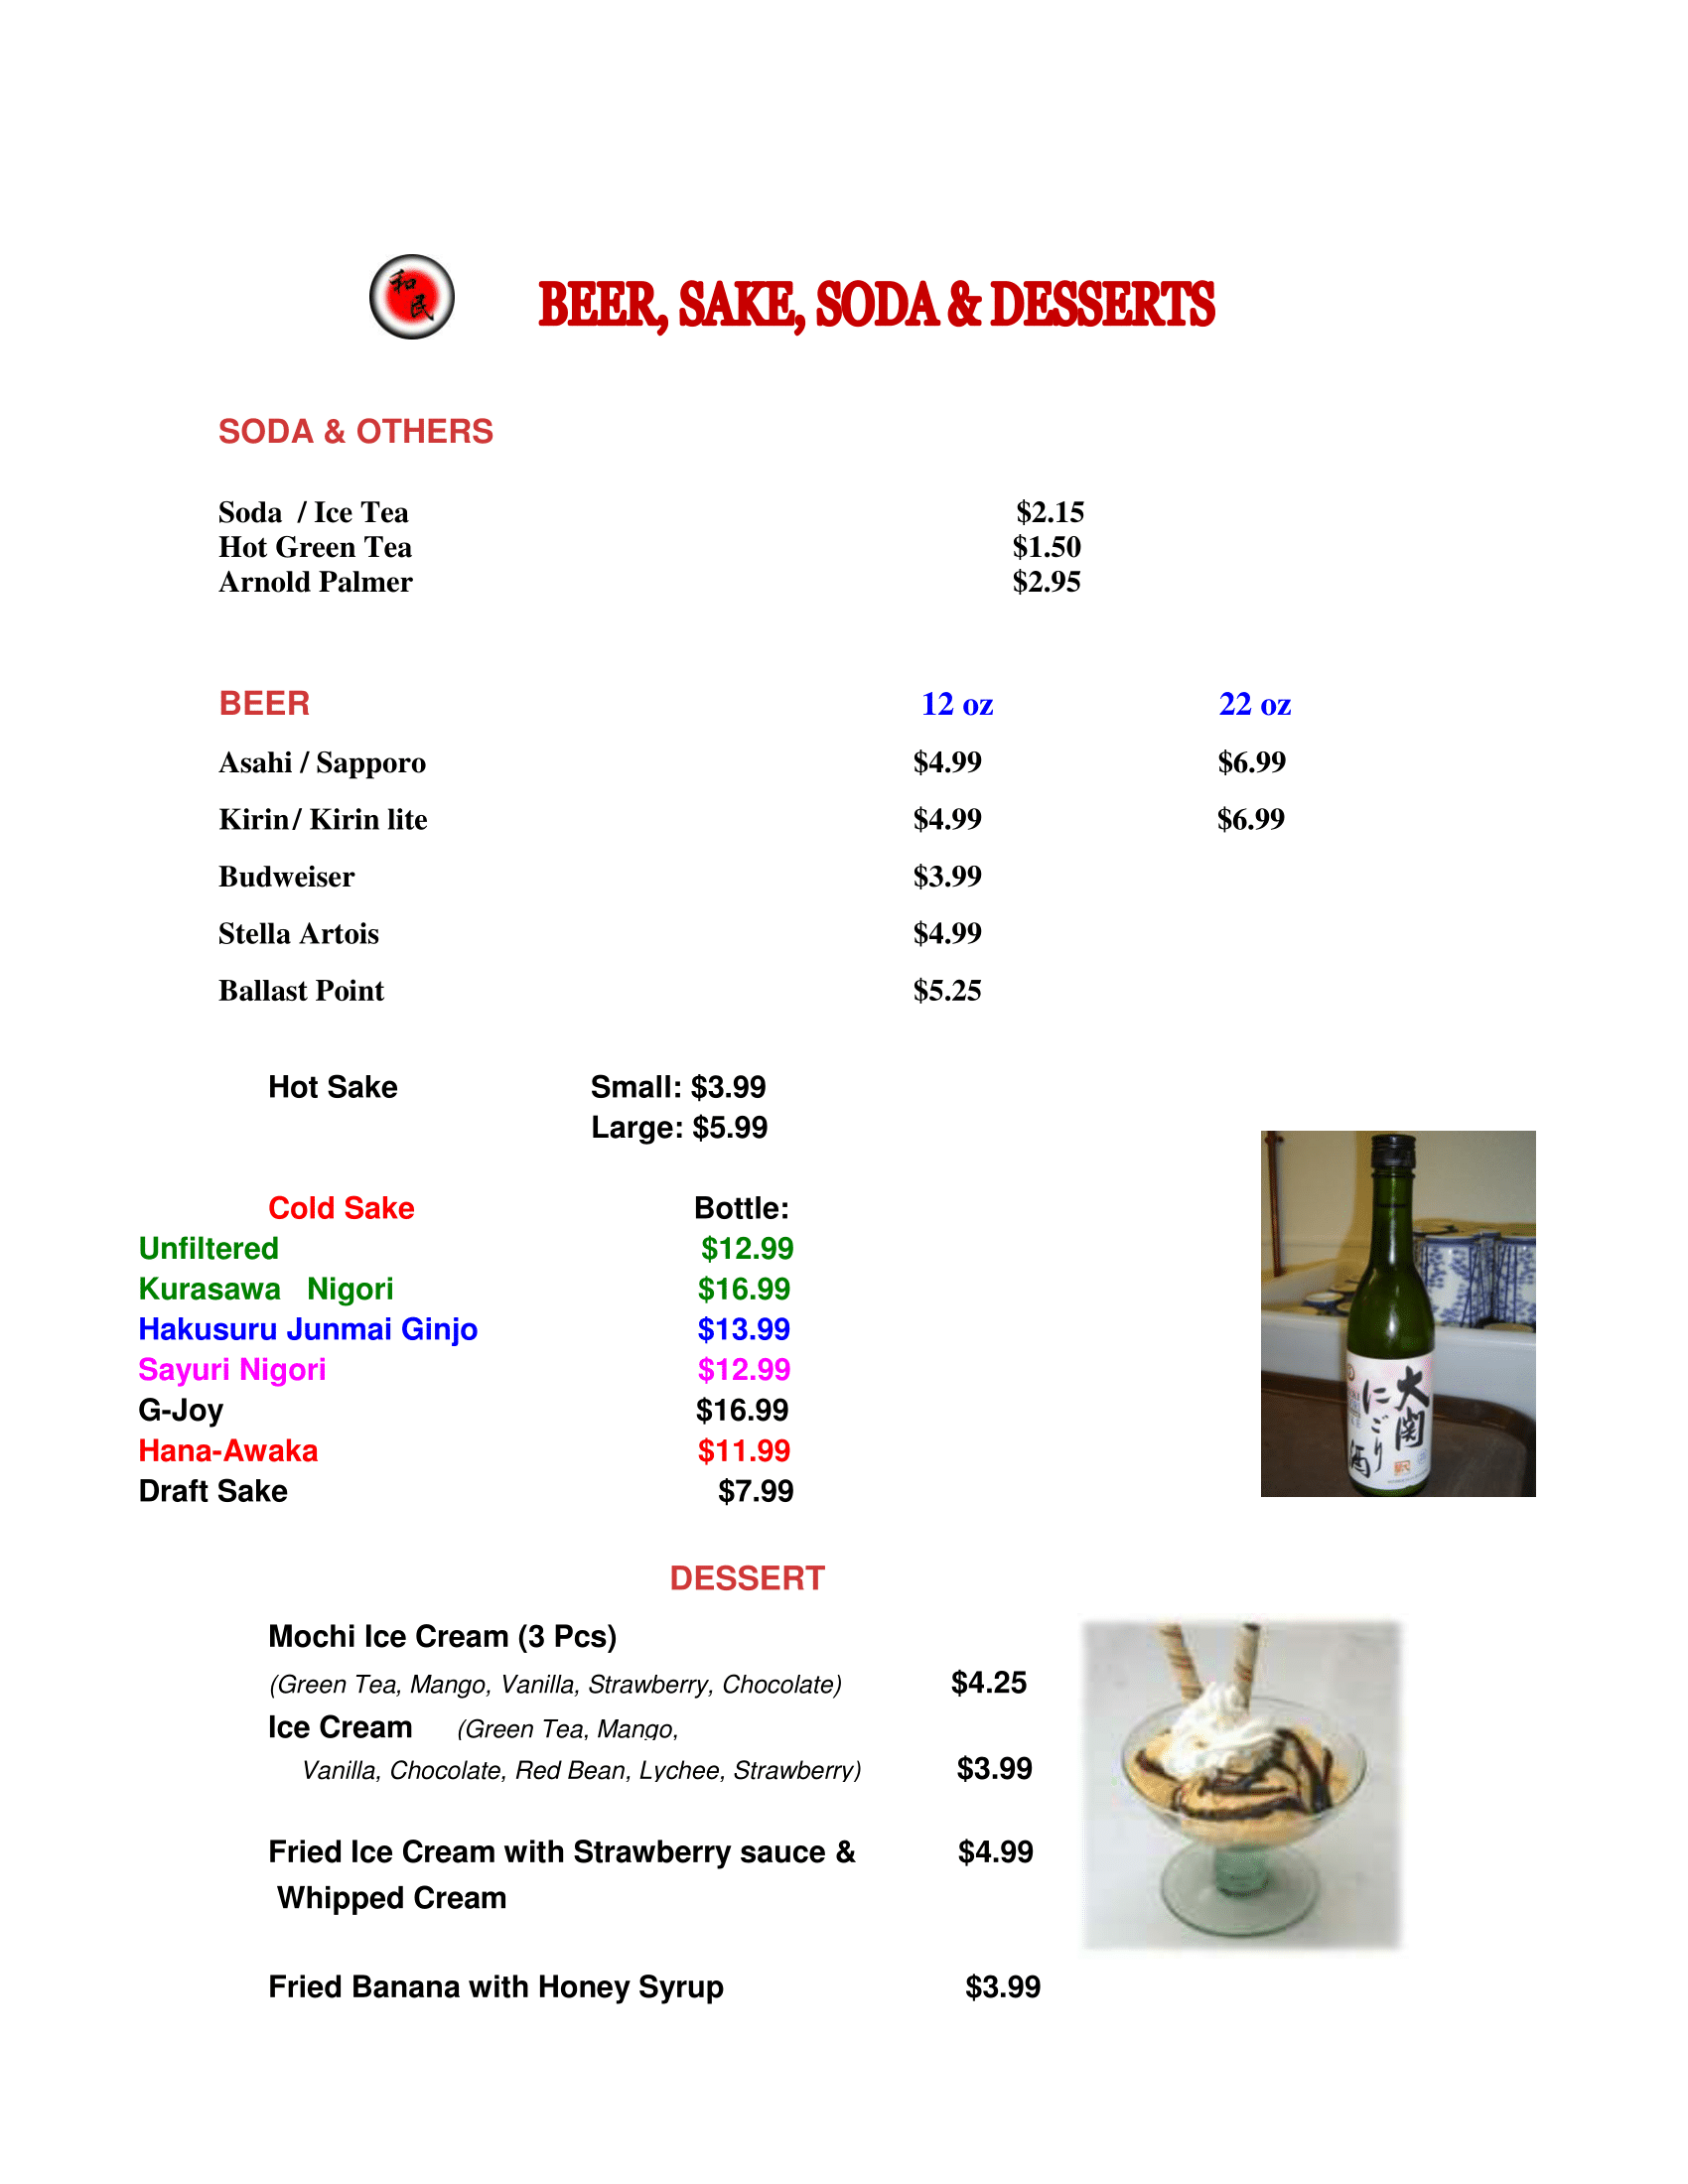 和民
BEER, SAKE, SODA & DESSERTS
SODA & OTHERS
Soda / Ice Tea $2.15
Hot Green Tea $1.50
Arnold Palmer $2.95
BEER 12 oz 22 oz
Asahi / Sapporo $4.99 $6.99
Kirin / Kirin lite $4.99 $6.99
Budweiser $3.99
Stella Artois $4.99
Ballast Point $5.25
Hot Sake Small: $3.99
Large: $5.99
Cold Sake Bottle:
Unfiltered $12.99
Kurasawa Nigori $16.99
Hakusuru Junmai Ginjo $13.99
Sayuri Nigori $12.99
G-Joy $16.99
Hana-Awaka $11.99
Draft Sake $7.99
大関
にごり
酒
DESSERT
Mochi Ice Cream (3 Pcs)
(Green Tea, Mango, Vanilla, Strawberry, Chocolate) $4.25
Ice Cream (Green Tea, Mango,
Vanilla, Chocolate, Red Bean, Lychee, Strawberry) $3.99
Fried Ice Cream with Strawberry sauce & $4.99
Whipped Cream
Fried Banana with Honey Syrup $3.99